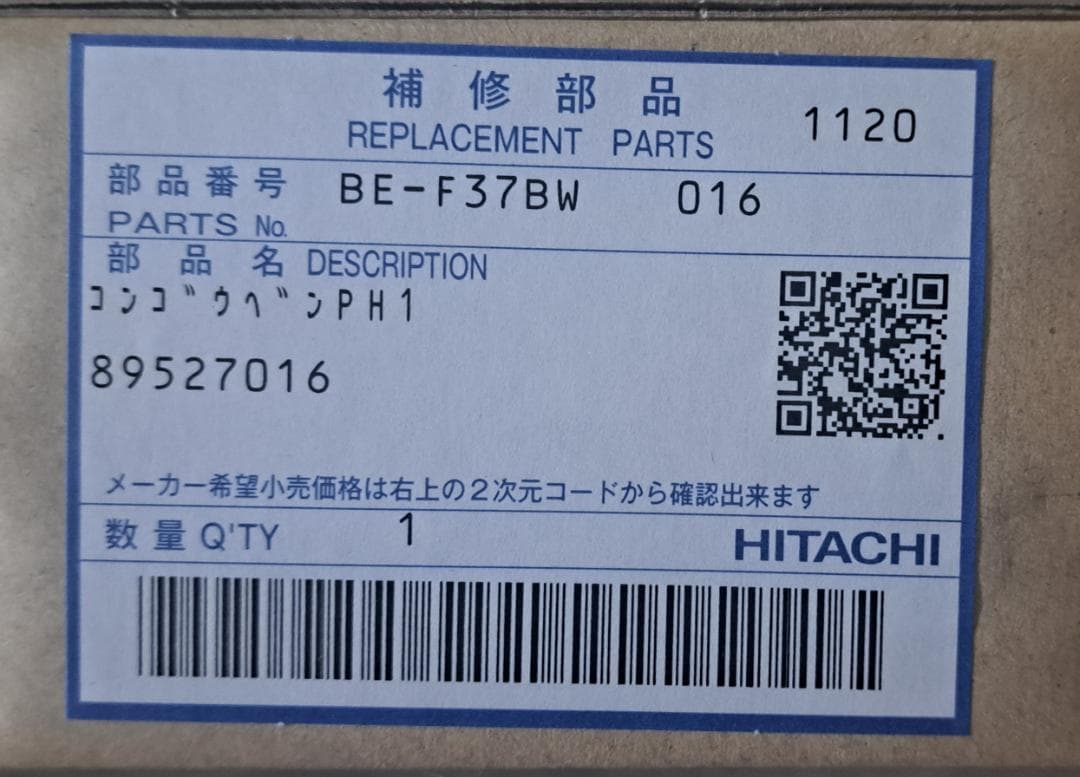 補修部品
REPLACEMENT PARTS 1120
部品番号 BE-F37BW 016
PARTS No.
部品名 DESCRIPTION
ｺﾝｺﾞｳﾍﾞﾝPH1
89527016
メーカー希望小売価格は右上の2次元コードから確認出来ます
数量 Q'TY 1
HITACHI